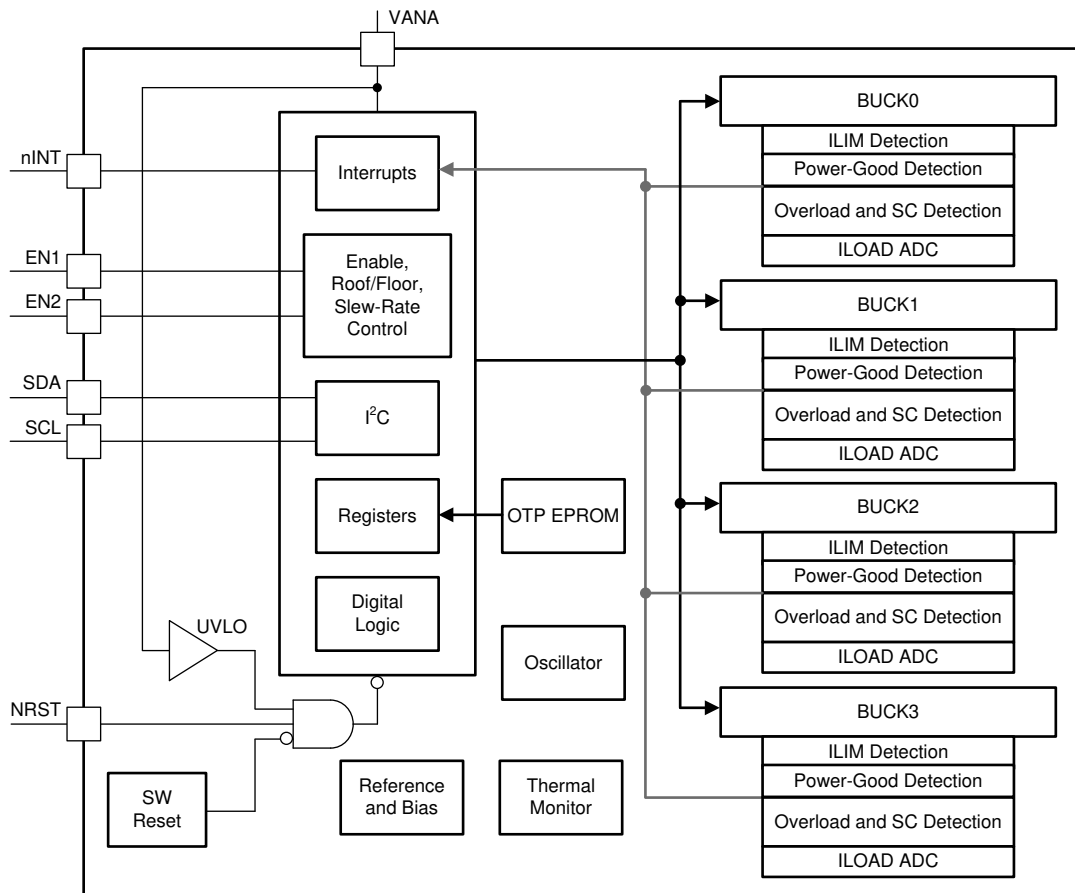 VANA
nINT
EN1
EN2
SDA
SCL
NRST
Interrupts
Enable,
Roof/Floor,
Slew-Rate
Control
I²C
Registers
Digital
Logic
UVLO
SW
Reset
OTP EPROM
Oscillator
Reference
and Bias
Thermal
Monitor
BUCK0
ILIM Detection
Power-Good Detection
Overload and SC Detection
ILOAD ADC
BUCK1
ILIM Detection
Power-Good Detection
Overload and SC Detection
ILOAD ADC
BUCK2
ILIM Detection
Power-Good Detection
Overload and SC Detection
ILOAD ADC
BUCK3
ILIM Detection
Power-Good Detection
Overload and SC Detection
ILOAD ADC